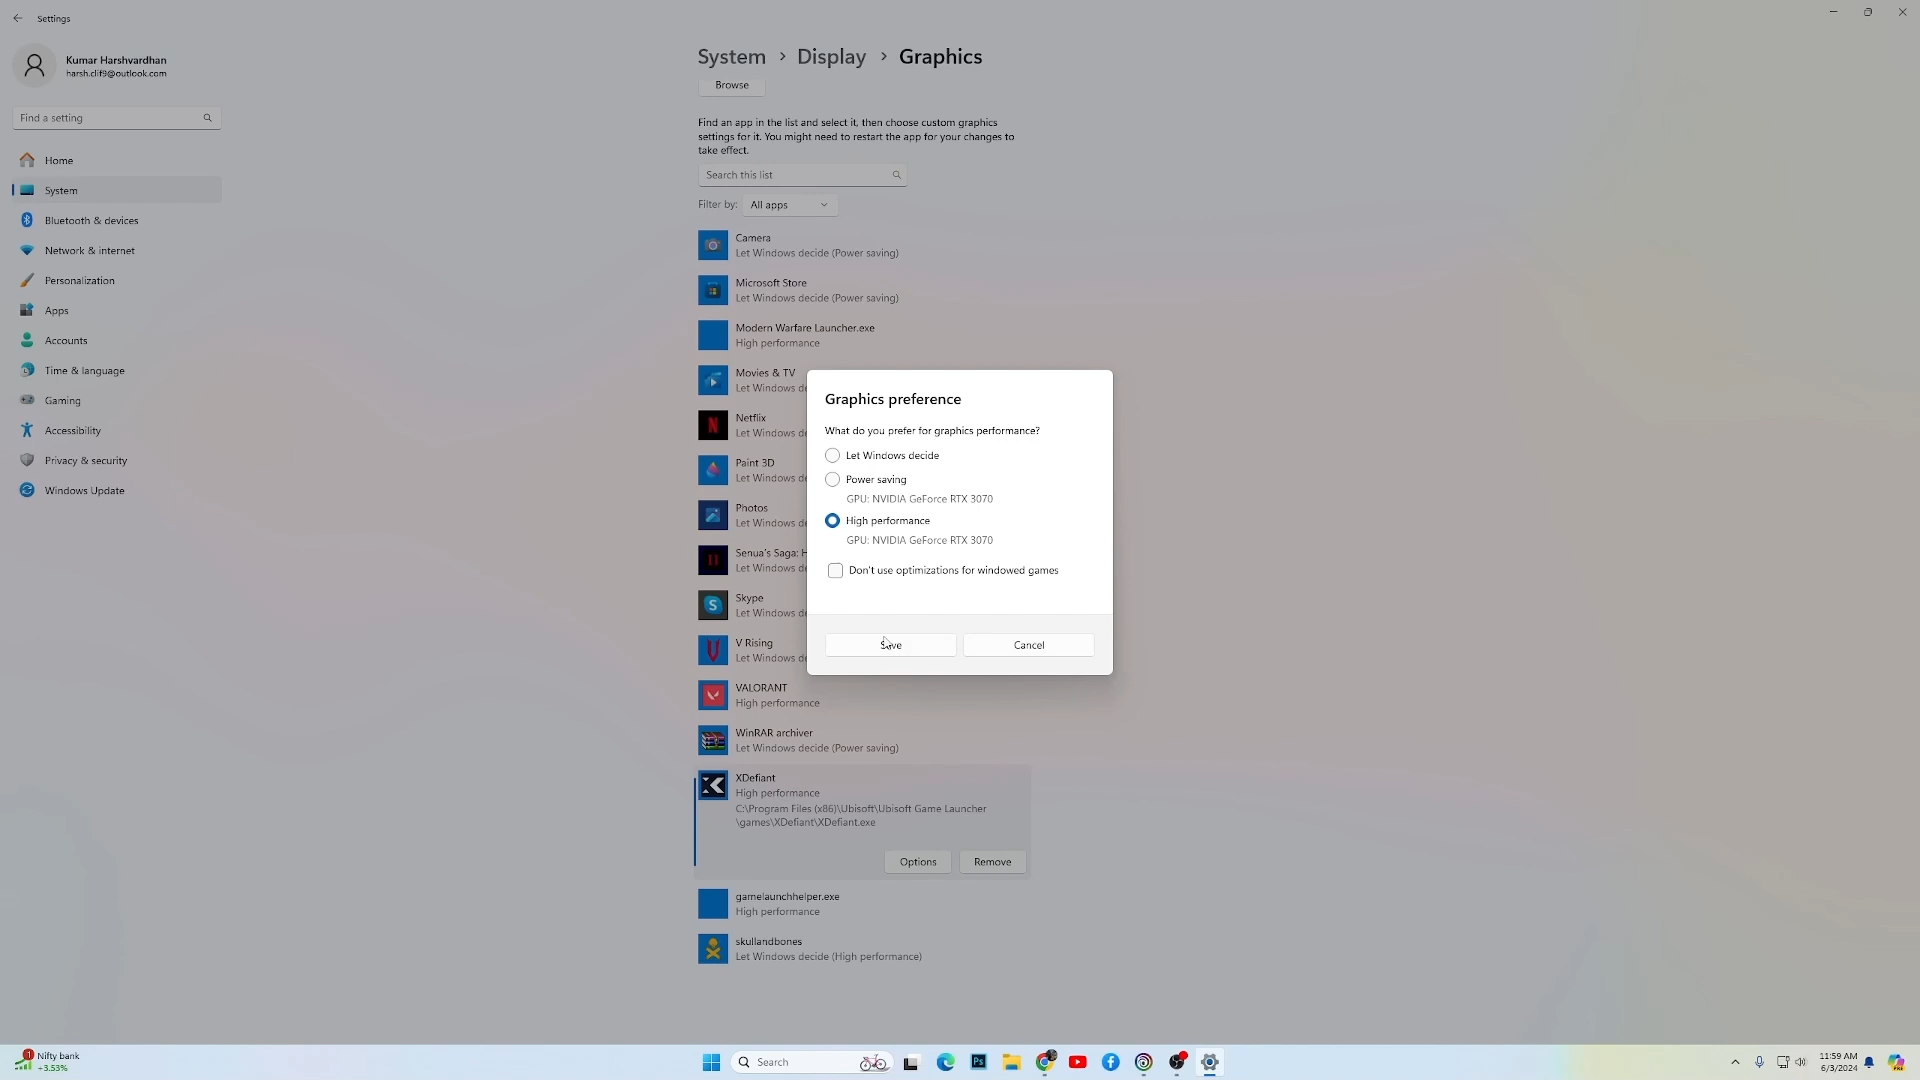 Settings
Kumar Harshvardhan
harsh.clif9@outlook.com
Find a setting
Home
System
Bluetooth & devices
Network & internet
Personalization
Apps
Accounts
Time & language
Gaming
Accessibility
Privacy & security
Windows Update
System > Display > Graphics
Browse
Find an app in the list and select it, then choose custom graphics
settings for it. You might need to restart the app for your changes to
take effect.
Search this list
Filter by: All apps
Camera
Let Windows decide (Power saving)
Microsoft Store
Let Windows decide (Power saving)
Modern Warfare Launcher.exe
High performance
Movies & TV
Let Windows
Netflix
Let Windows
Paint 3D
Let Windows
Photos
Let Windows
Senua's Saga:
Let Windows
Skype
Let Windows
V Rising
Let Windows
VALORANT
High performance
WinRAR archiver
Let Windows decide (Power saving)
XDefiant
High performance
C:\Program Files (x86)\Ubisoft\Ubisoft Game Launcher
\games\XDefiant\XDefiant.exe
Options Remove
gamelaunchhelper.exe
High performance
skullandbones
Let Windows decide (High performance)
Graphics preference
What do you prefer for graphics performance?
Let Windows decide
Power saving
GPU: NVIDIA GeForce RTX 3070
High performance
GPU: NVIDIA GeForce RTX 3070
Don't use optimizations for windowed games
Save Cancel
1
Nifty bank
+3.53%
Search
Ps
11:59 AM
6/3/2024
PRE